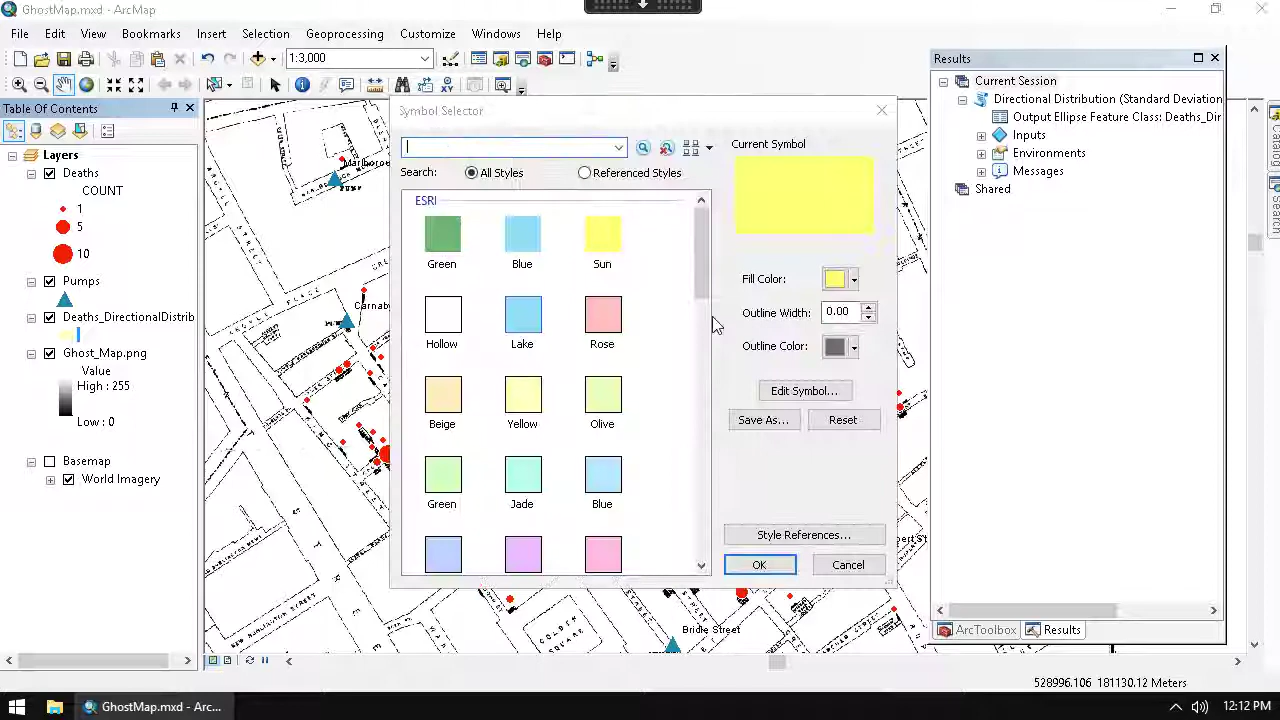 GhostMap.mxd - ArcMap
File Edit View Bookmarks Insert Selection Geoprocessing Customize Windows Help
1:3,000
Table Of Contents
Layers
Deaths
COUNT
1
5
10
Pumps
Deaths_DirectionalDistrib
Ghost_Map.png
Value
High : 255
Low : 0
Basemap
World Imagery
Marlboro
PUMP
Carnaby
Bridle Street
Symbol Selector
Search: All Styles Referenced Styles
ESRI
Green Blue Sun
Hollow Lake Rose
Beige Yellow Olive
Green Jade Blue
Current Symbol
Fill Color:
Outline Width: 0.00
Outline Color:
Edit Symbol...
Save As... Reset
Style References...
OK Cancel
Results
Current Session
Directional Distribution (Standard Deviation
Output Ellipse Feature Class: Deaths_Dir
Inputs
Environments
Messages
Shared
ArcToolbox Results
Catalog
528996.106 181130.12 Meters
GhostMap.mxd - Arc...
12:12 PM